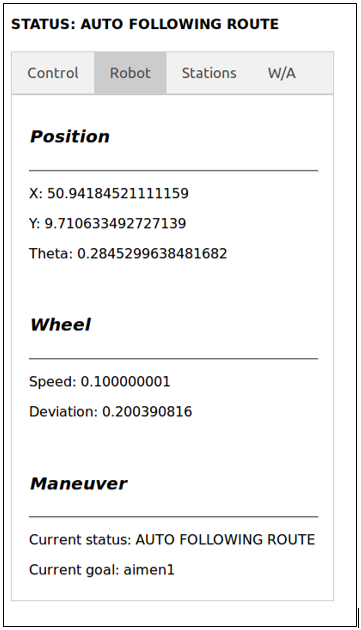 STATUS: AUTO FOLLOWING ROUTE
Control Robot Stations W/A
Position
X: 50.94184521111159
Y: 9.710633492727139
Theta: 0.2845299638481682
Wheel
Speed: 0.100000001
Deviation: 0.200390816
Maneuver
Current status: AUTO FOLLOWING ROUTE
Current goal: aimen1